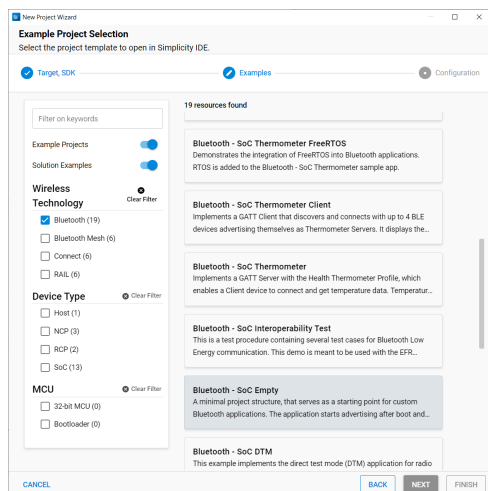 New Project Wizard
Example Project Selection
Select the project template to open in Simplicity IDE.
Target, SDK
Examples
Configuration
Filter on keywords
Example Projects
Solution Examples
Wireless
Technology
Clear Filter
Bluetooth (19)
Bluetooth Mesh (6)
Connect (6)
RAIL (6)
Device Type
Clear Filter
Host (1)
NCP (3)
RCP (2)
SoC (13)
MCU
Clear Filter
32-bit MCU (0)
Bootloader (0)
19 resources found
Bluetooth - SoC Thermometer FreeRTOS
Demonstrates the integration of FreeRTOS into Bluetooth applications.
RTOS is added to the Bluetooth - SoC Thermometer sample app.
Bluetooth - SoC Thermometer Client
Implements a GATT Client that discovers and connects with up to 4 BLE
devices advertising themselves as Thermometer Servers. It displays the...
Bluetooth - SoC Thermometer
Implements a GATT Server with the Health Thermometer Profile, which
enables a Client device to connect and get temperature data. Temperatur...
Bluetooth - SoC Interoperability Test
This is a test procedure containing several test cases for Bluetooth Low
Energy communication. This demo is meant to be used with the EFR...
Bluetooth - SoC Empty
A minimal project structure, that serves as a starting point for custom
Bluetooth applications. The application starts advertising after boot and...
Bluetooth - SoC DTM
This example implements the direct test mode (DTM) application for radio
CANCEL
BACK
NEXT
FINISH